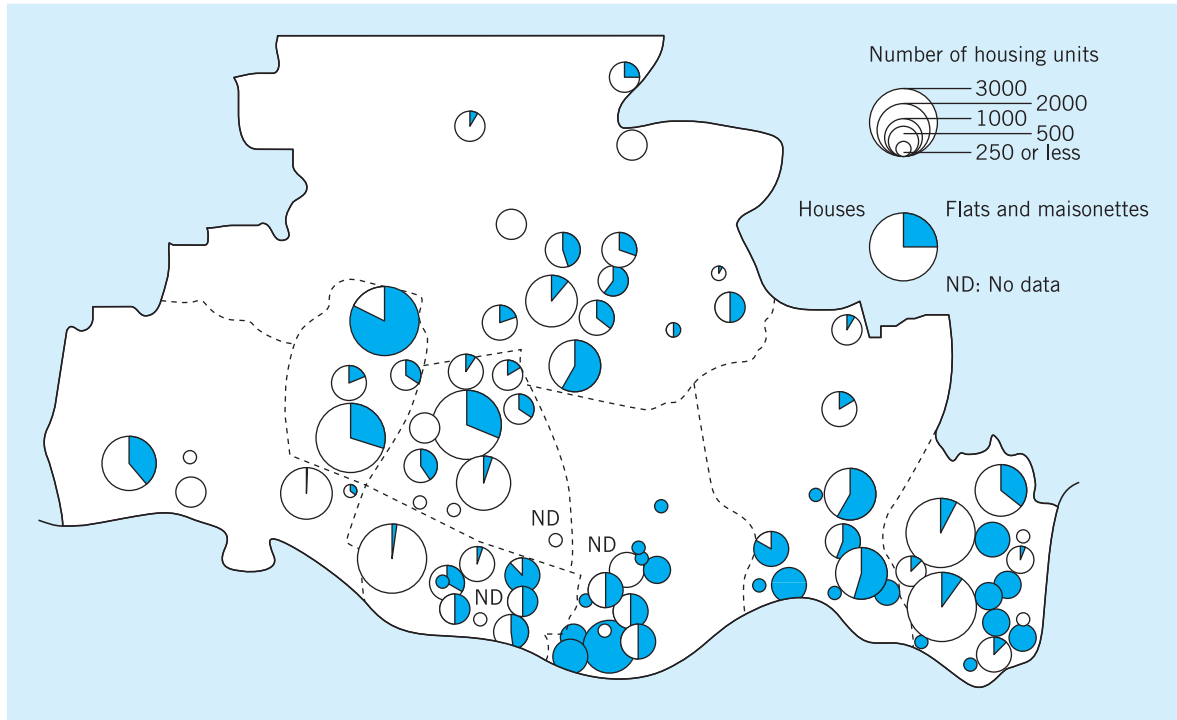 Number of housing units
3000
2000
1000
500
250 or less
Houses
Flats and maisonettes
ND: No data
ND
ND
ND